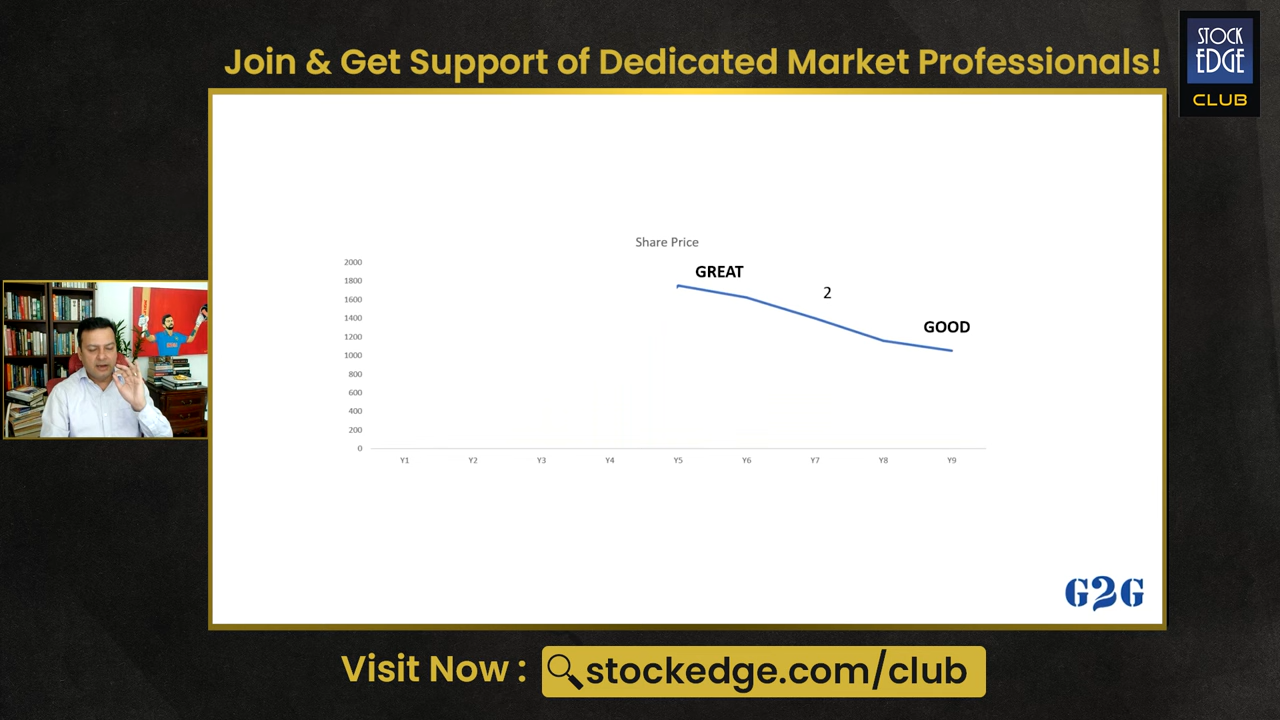 Join & Get Support of Dedicated Market Professionals!
STOCK
EDGE
CLUB
Share Price
2000
1800
1600
1400
1200
1000
800
600
400
200
0
GREAT
2
GOOD
Y1 Y2 Y3 Y4 Y5 Y6 Y7 Y8 Y9
G2G
Visit Now : stockedge.com/club